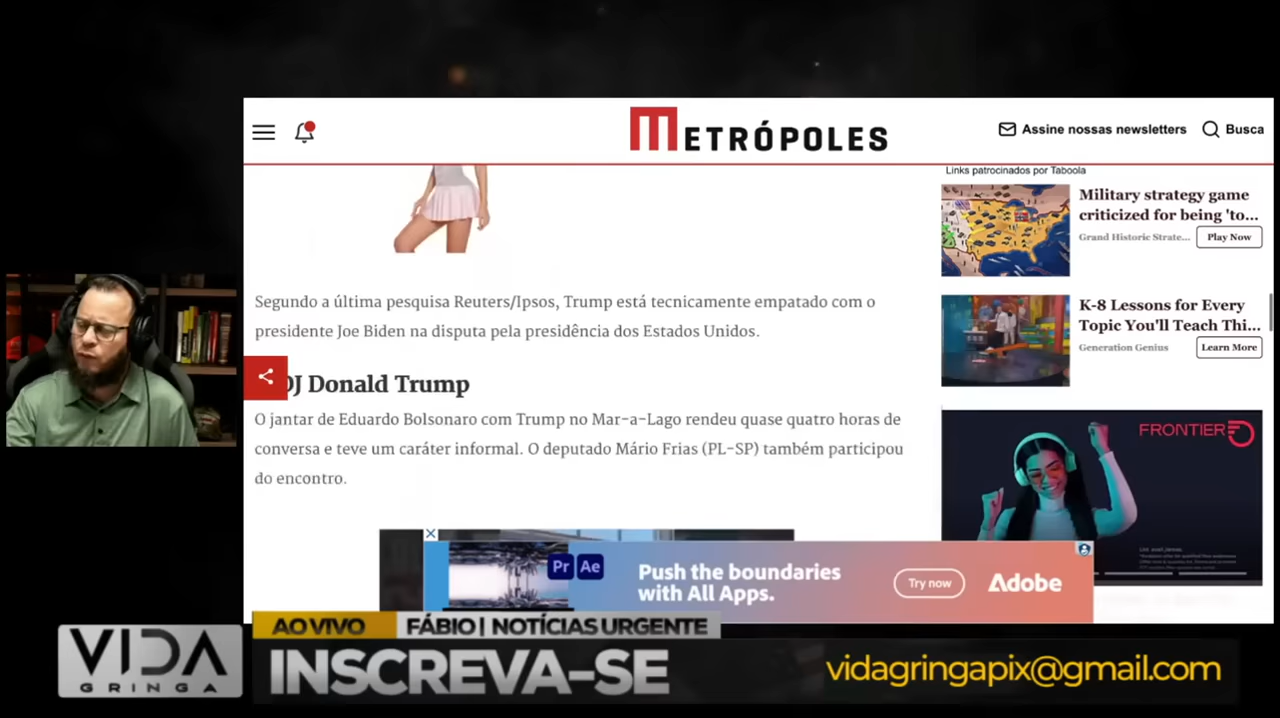 METRÓPOLES
Assine nossas newsletters
Busca
Links patrocinados por Taboola
Military strategy game
criticized for being 'to...
Grand Historic Strate...
Play Now
K-8 Lessons for Every
Topic You'll Teach Thi...
Generation Genius
Learn More
Segundo a última pesquisa Reuters/Ipsos, Trump está tecnicamente empatado com o
presidente Joe Biden na disputa pela presidência dos Estados Unidos.
DJ Donald Trump
O jantar de Eduardo Bolsonaro com Trump no Mar-a-Lago rendeu quase quatro horas de
conversa e teve um caráter informal. O deputado Mário Frias (PL-SP) também participou
do encontro.
FRONTIER
Pr Ae
Push the boundaries
with All Apps.
Try now
Adobe
AO VIVO
FÁBIO | NOTÍCIAS URGENTE
VIDA
GRINGA
INSCREVA-SE
vidagringapix@gmail.com